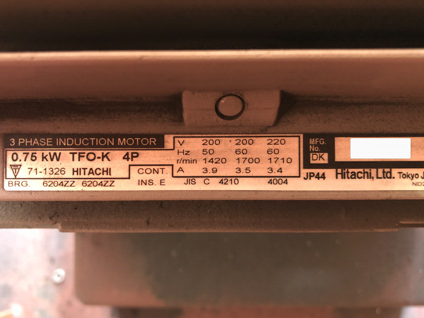 3 PHASE INDUCTION MOTOR
0.75 kW TFO-K 4P
71-1326 HITACHI
BRG. 6204ZZ 6204ZZ
CONT.
INS. E
V 200 200 220
Hz 50 60 60
r/min 1420 1700 1710
A 3.9 3.5 3.4
JIS C 4210 4004
MFG. No.
DK
JP44 Hitachi, Ltd. Tokyo